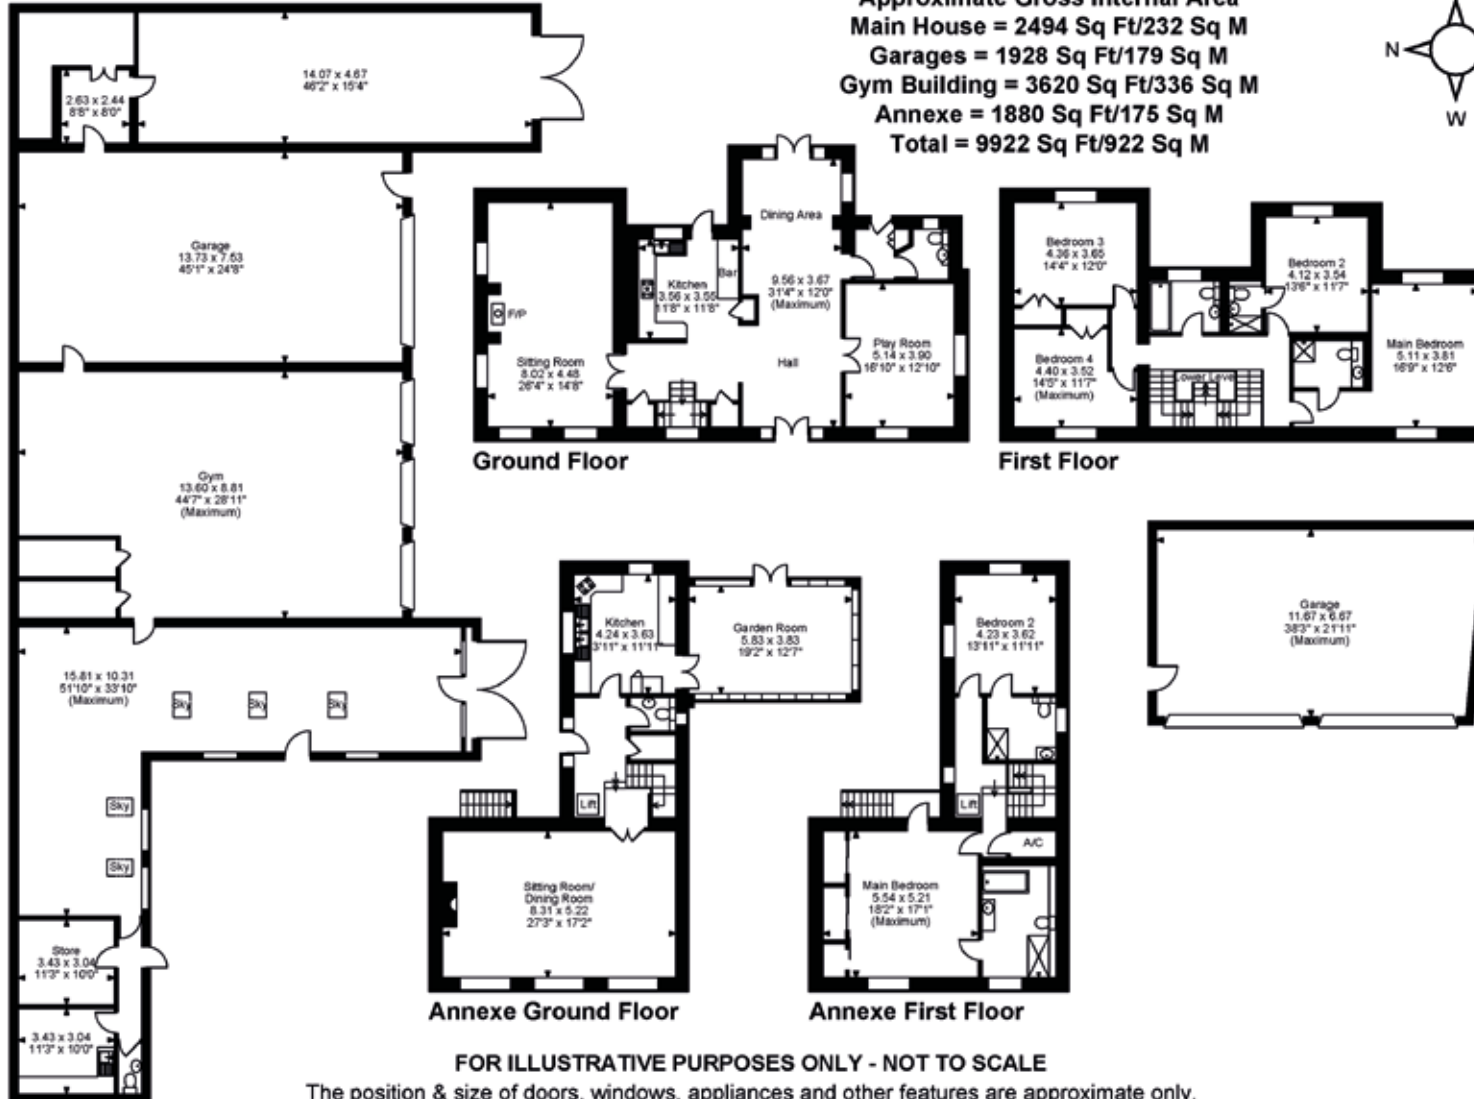 Approximate Gross Internal Area
Main House = 2494 Sq Ft/232 Sq M
Garages = 1928 Sq Ft/179 Sq M
Gym Building = 3620 Sq Ft/336 Sq M
Annexe = 1880 Sq Ft/175 Sq M
Total = 9922 Sq Ft/922 Sq M
N
W
14.07 x 4.67
46'2" x 15'4"
2.63 x 2.44
8'8" x 8'0"
Garage
13.73 x 7.53
45'1" x 24'8"
Gym
13.60 x 8.81
44'7" x 28'11"
(Maximum)
15.81 x 10.31
51'10" x 33'10"
(Maximum)
Sky
Sky
Sky
Sky
Sky
Store
3.43 x 3.04
11'3" x 10'0"
3.43 x 3.04
11'3" x 10'0"
Dining Area
9.56 x 3.67
31'4" x 12'0"
(Maximum)
Hall
Kitchen
3.56 x 3.55
11'8" x 11'8"
Bar
F/P
Sitting Room
8.02 x 4.48
26'4" x 14'8"
Play Room
5.14 x 3.90
16'10" x 12'10"
Ground Floor
Bedroom 3
4.36 x 3.65
14'4" x 12'0"
Bedroom 2
4.12 x 3.54
13'6" x 11'7"
Bedroom 4
4.40 x 3.52
14'5" x 11'7"
(Maximum)
Lower Level
Main Bedroom
5.11 x 3.81
16'9" x 12'6"
First Floor
Garage
11.67 x 6.67
38'3" x 21'11"
(Maximum)
Kitchen
4.24 x 3.63
3'11" x 11'11"
Garden Room
5.83 x 3.83
19'2" x 12'7"
Lift
Sitting Room/
Dining Room
8.31 x 5.22
27'3" x 17'2"
Annexe Ground Floor
Bedroom 2
4.23 x 3.62
13'11" x 11'11"
Lift
A/C
Main Bedroom
5.54 x 5.21
18'2" x 17'1"
(Maximum)
Annexe First Floor
FOR ILLUSTRATIVE PURPOSES ONLY - NOT TO SCALE
The position & size of doors, windows, appliances and other features are approximate only.